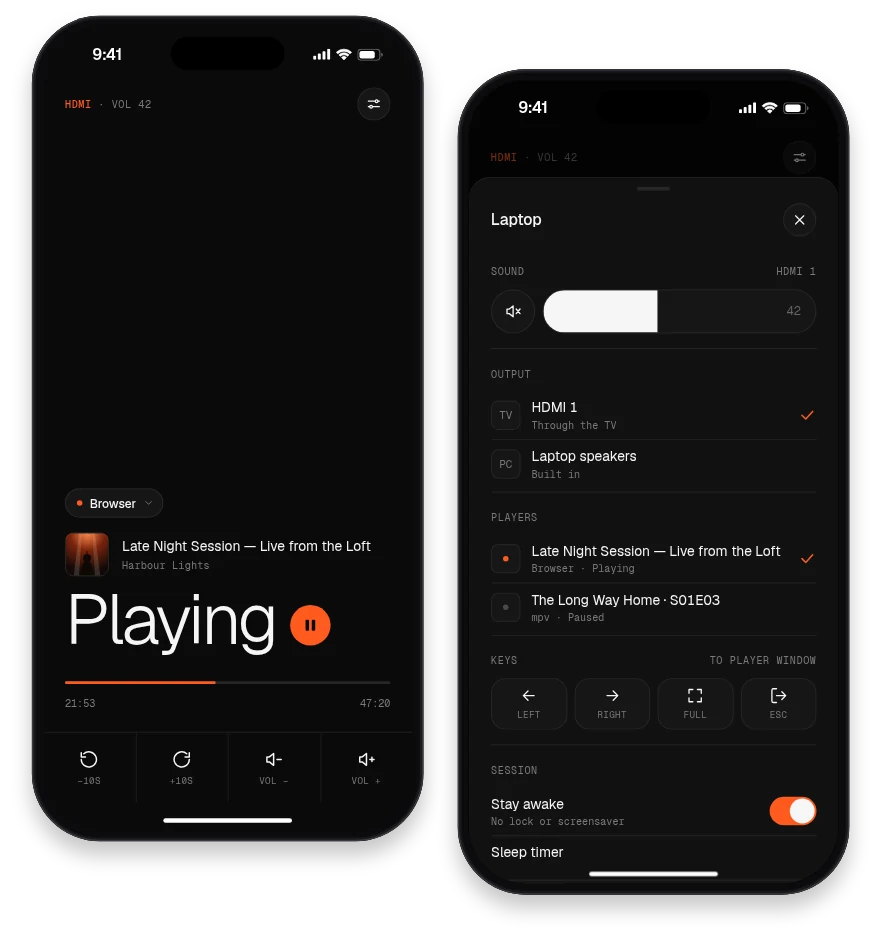 9:41
HDMI · VOL 42
Browser
Late Night Session — Live from the Loft
Harbour Lights
Playing
21:53 47:20
−10S +10S VOL − VOL +
9:41
HDMI · VOL 42
Laptop
SOUND HDMI 1
42
OUTPUT
TV HDMI 1
Through the TV
PC Laptop speakers
Built in
PLAYERS
Late Night Session — Live from the Loft
Browser · Playing
The Long Way Home · S01E03
mpv · Paused
KEYS TO PLAYER WINDOW
LEFT RIGHT FULL ESC
SESSION
Stay awake
No lock or screensaver
Sleep timer